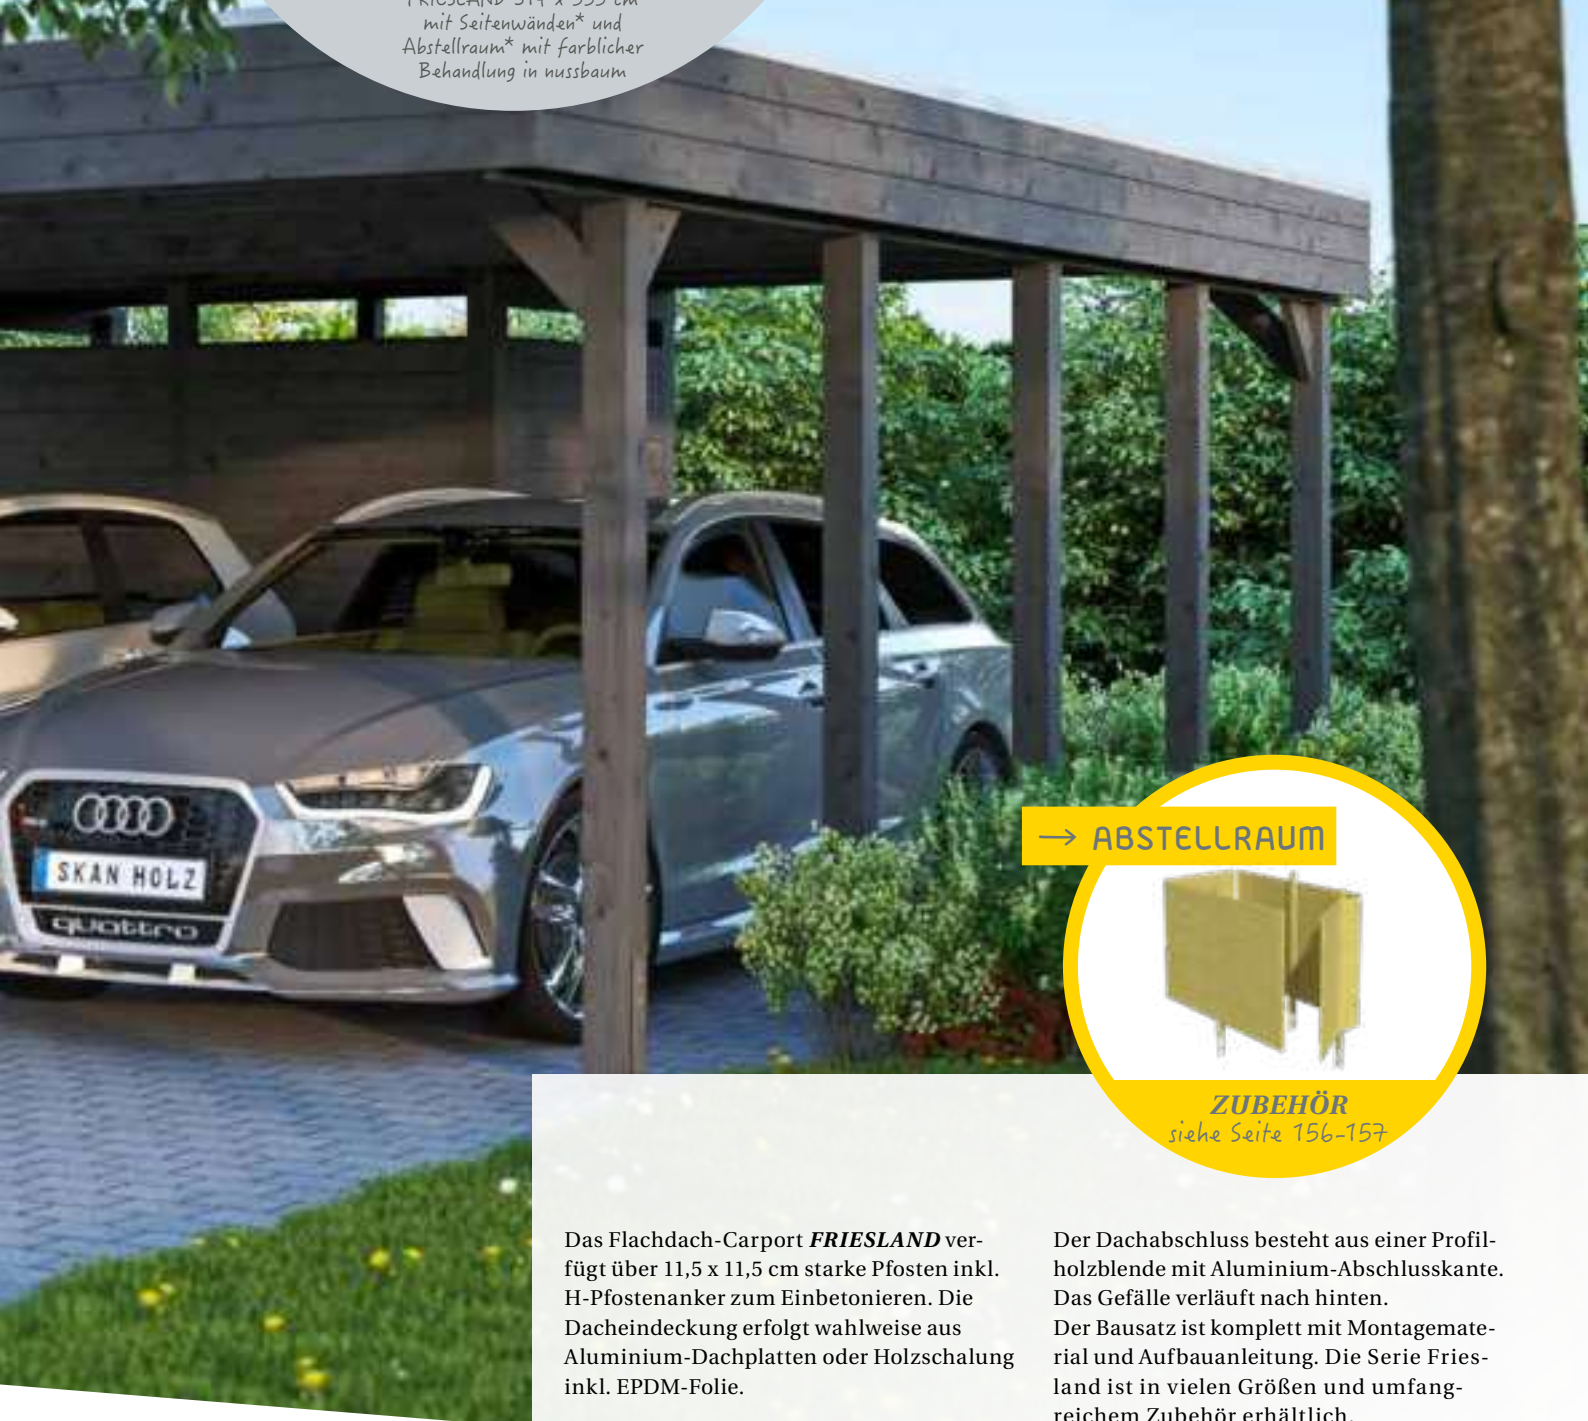 mit Seitenwänden* und
Abstellraum* mit farblicher
Behandlung in nussbaum
SKAN HOLZ
quattro
→ ABSTELLRAUM
ZUBEHÖR
siehe Seite 156-157
Das Flachdach-Carport FRIESLAND ver-
fügt über 11,5 x 11,5 cm starke Pfosten inkl.
H-Pfostenanker zum Einbetonieren. Die
Dacheindeckung erfolgt wahlweise aus
Aluminium-Dachplatten oder Holzschalung
inkl. EPDM-Folie.
Der Dachabschluss besteht aus einer Profil-
holzblende mit Aluminium-Abschlusskante.
Das Gefälle verläuft nach hinten.
Der Bausatz ist komplett mit Montagemate-
rial und Aufbauanleitung. Die Serie Fries-
land ist in vielen Größen und umfang-
reichem Zubehör erhältlich.